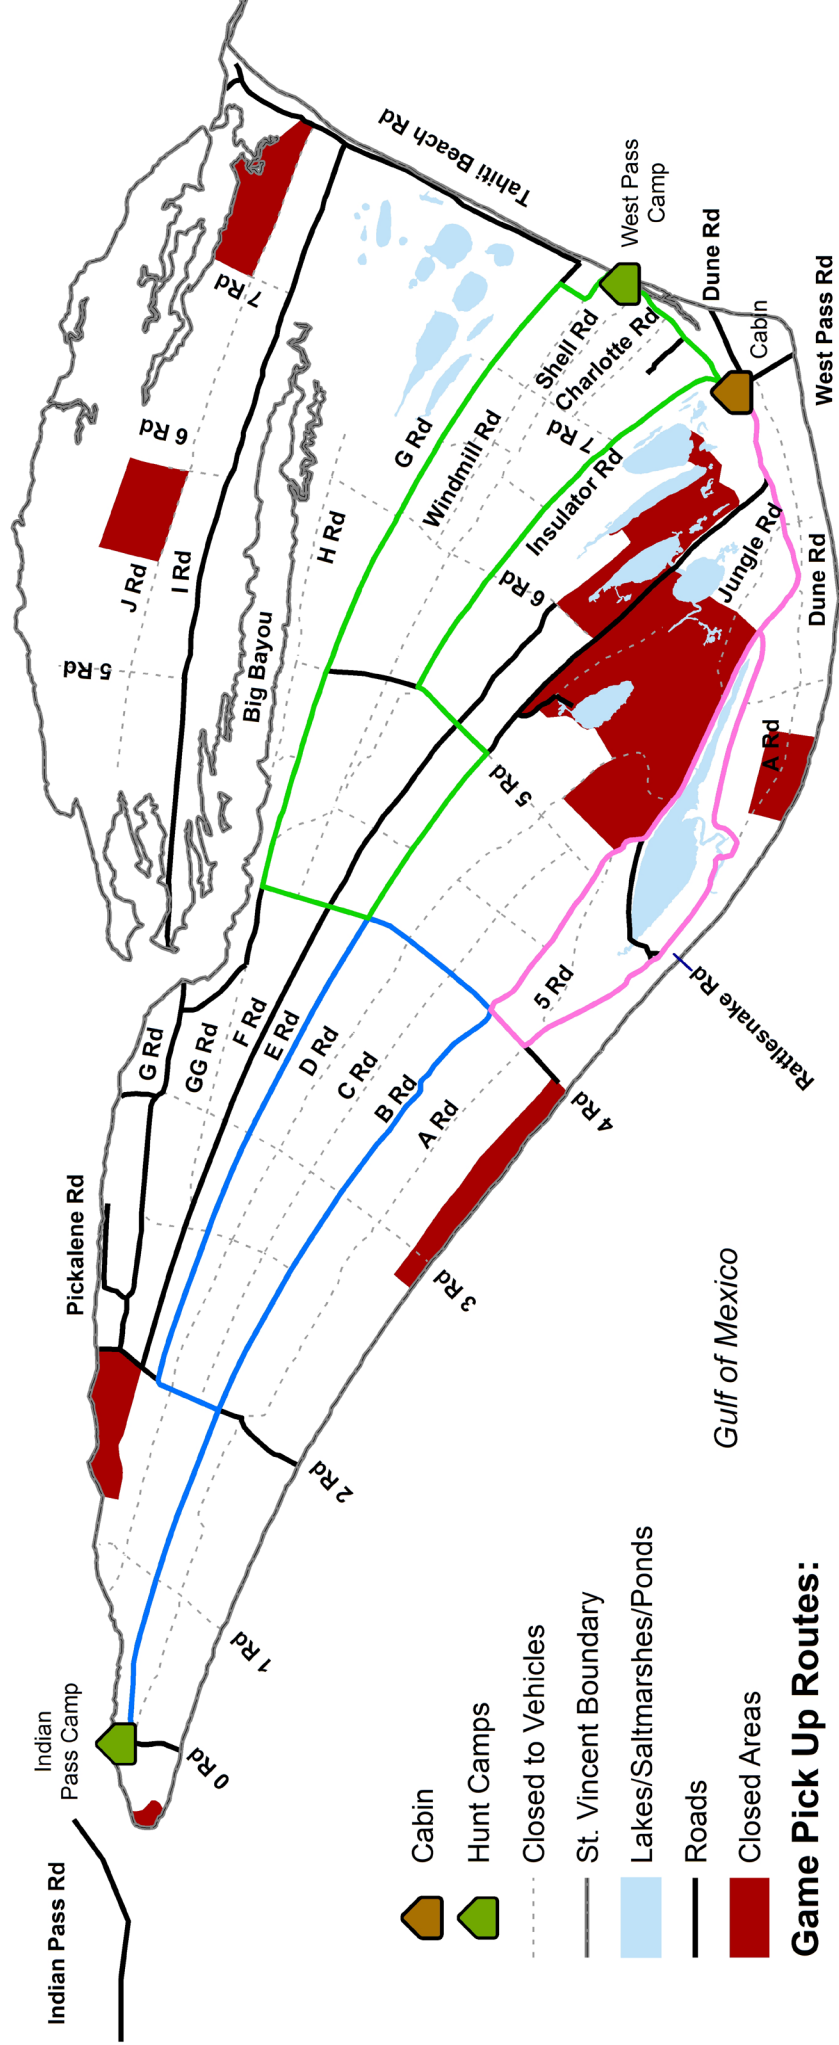 Indian Pass Rd
Indian
Pass Camp
0 Rd
1 Rd
2 Rd
3 Rd
4 Rd
Pickalene Rd
G Rd
GG Rd
F Rd
E Rd
D Rd
C Rd
B Rd
A Rd
5 Rd
Rattlesnake Rd
5 Rd
Big Bayou
5 Rd
J Rd
I Rd
6 Rd
7 Rd
H Rd
G Rd
Windmill Rd
Shell Rd
Charlotte Rd
7 Rd
Insulator Rd
6 Rd
Jungle Rd
Dune Rd
A Rd
Tahiti Beach Rd
West Pass
Camp
Dune Rd
Cabin
West Pass Rd
Gulf of Mexico
Cabin
Hunt Camps
Closed to Vehicles
St. Vincent Boundary
Lakes/Saltmarshes/Ponds
Roads
Closed Areas
Game Pick Up Routes: